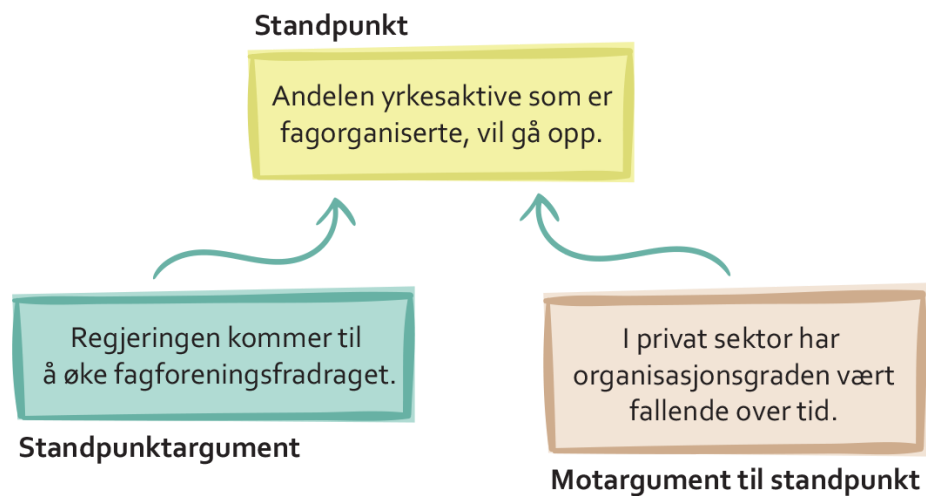 Standpunkt
Andelen yrkesaktive som er
fagorganiserte, vil gå opp.
Regjeringen kommer til
å øke fagforeningsfradraget.
Standpunktargument
I privat sektor har
organisasjonsgraden vært
fallende over tid.
Motargument til standpunkt